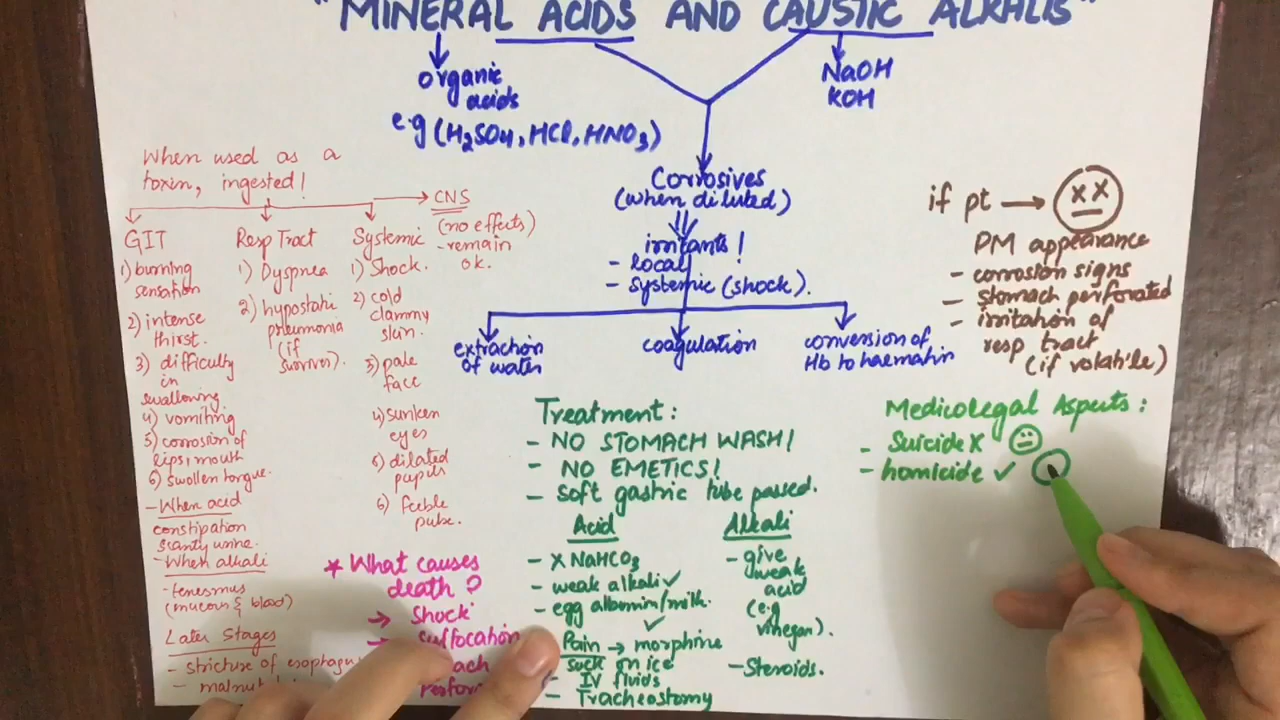 "MINERAL ACIDS AND CAUSTIC ALKALIS"
organic
acids
e.g (H₂SO₄, HCl, HNO₃)
NaOH
KOH
Corrosives
(when diluted)
irritants!
- local
- systemic (shock).
extraction
of water
coagulation
conversion of
Hb to haematin
When used as a
toxin, ingested!
GIT
1) burning
sensation
2) intense
thirst.
3) difficulty
in
swallowing
4) vomiting
5) corrosion of
lips, mouth
6) swollen tongue.
- When acid
constipation
scanty urine.
- When alkali
- tenesmus
(mucous & blood)
Later Stages
- stricture of
Resp Tract
1) Dyspnea
2) hypostatic
pneumonia
(if
survives).
Systemic
1) Shock.
2) cold
clammy
skin.
3) pale
face
4) sunken
eyes
5) dilated
pupils
6) feeble
pulse.
CNS
(no effects)
- remain
ok.
* What causes
death?
→ Shock
→ suffocation
Treatment:
- NO STOMACH WASH!
- NO EMETICS!
- soft gastric tube passed.
Acid
- X NaHCO₃
- weak alkali ✓
- egg albumin/milk.
✓
Pain → morphine
suck on ice
- IV fluids
- Tracheostomy
Alkali
- give
weak
acid
(e.g
vinegar).
- Steroids.
if pt →
PM appearance
- corrosion signs
- stomach perforated
- irritation of
resp tract
(if volatile)
Medicolegal Aspects:
- Suicide X
- homicide ✓